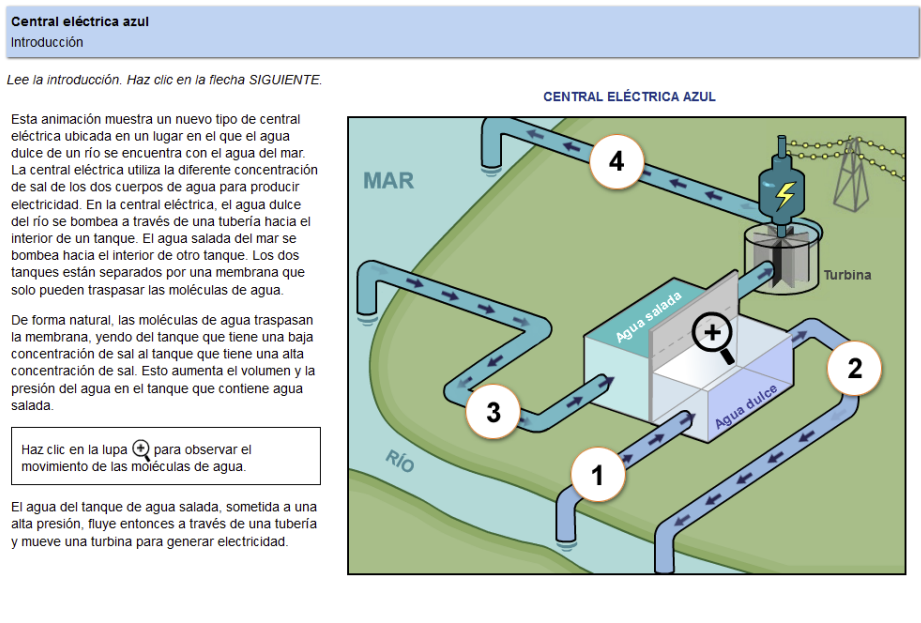 Central eléctrica azul
Introducción
Lee la introducción. Haz clic en la flecha SIGUIENTE.
Esta animación muestra un nuevo tipo de central
eléctrica ubicada en un lugar en el que el agua
dulce de un río se encuentra con el agua del mar.
La central eléctrica utiliza la diferente concentración
de sal de los dos cuerpos de agua para producir
electricidad. En la central eléctrica, el agua dulce
del río se bombea a través de una tubería hacia el
interior de un tanque. El agua salada del mar se
bombea hacia el interior de otro tanque. Los dos
tanques están separados por una membrana que
solo pueden traspasar las moléculas de agua.
De forma natural, las moléculas de agua traspasan
la membrana, yendo del tanque que tiene una baja
concentración de sal al tanque que tiene una alta
concentración de sal. Esto aumenta el volumen y la
presión del agua en el tanque que contiene agua
salada.
Haz clic en la lupa para observar el
movimiento de las moléculas de agua.
El agua del tanque de agua salada, sometida a una
alta presión, fluye entonces a través de una tubería
y mueve una turbina para generar electricidad.
CENTRAL ELÉCTRICA AZUL
4
MAR
Turbina
Agua salada
2
3
Agua dulce
RÍO
1